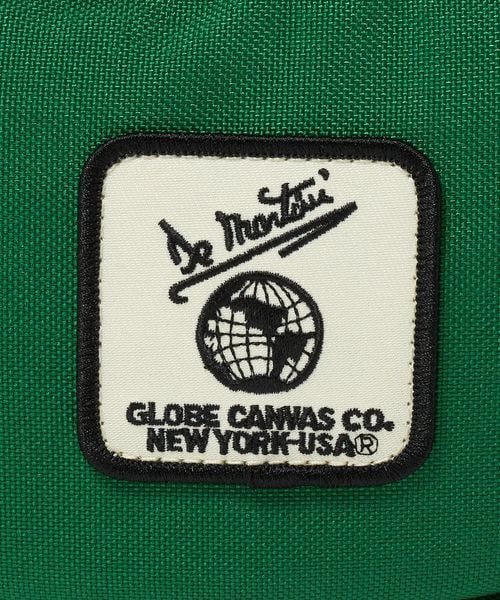 De Martini
GLOBE CANVAS CO.
NEW YORK-USA®